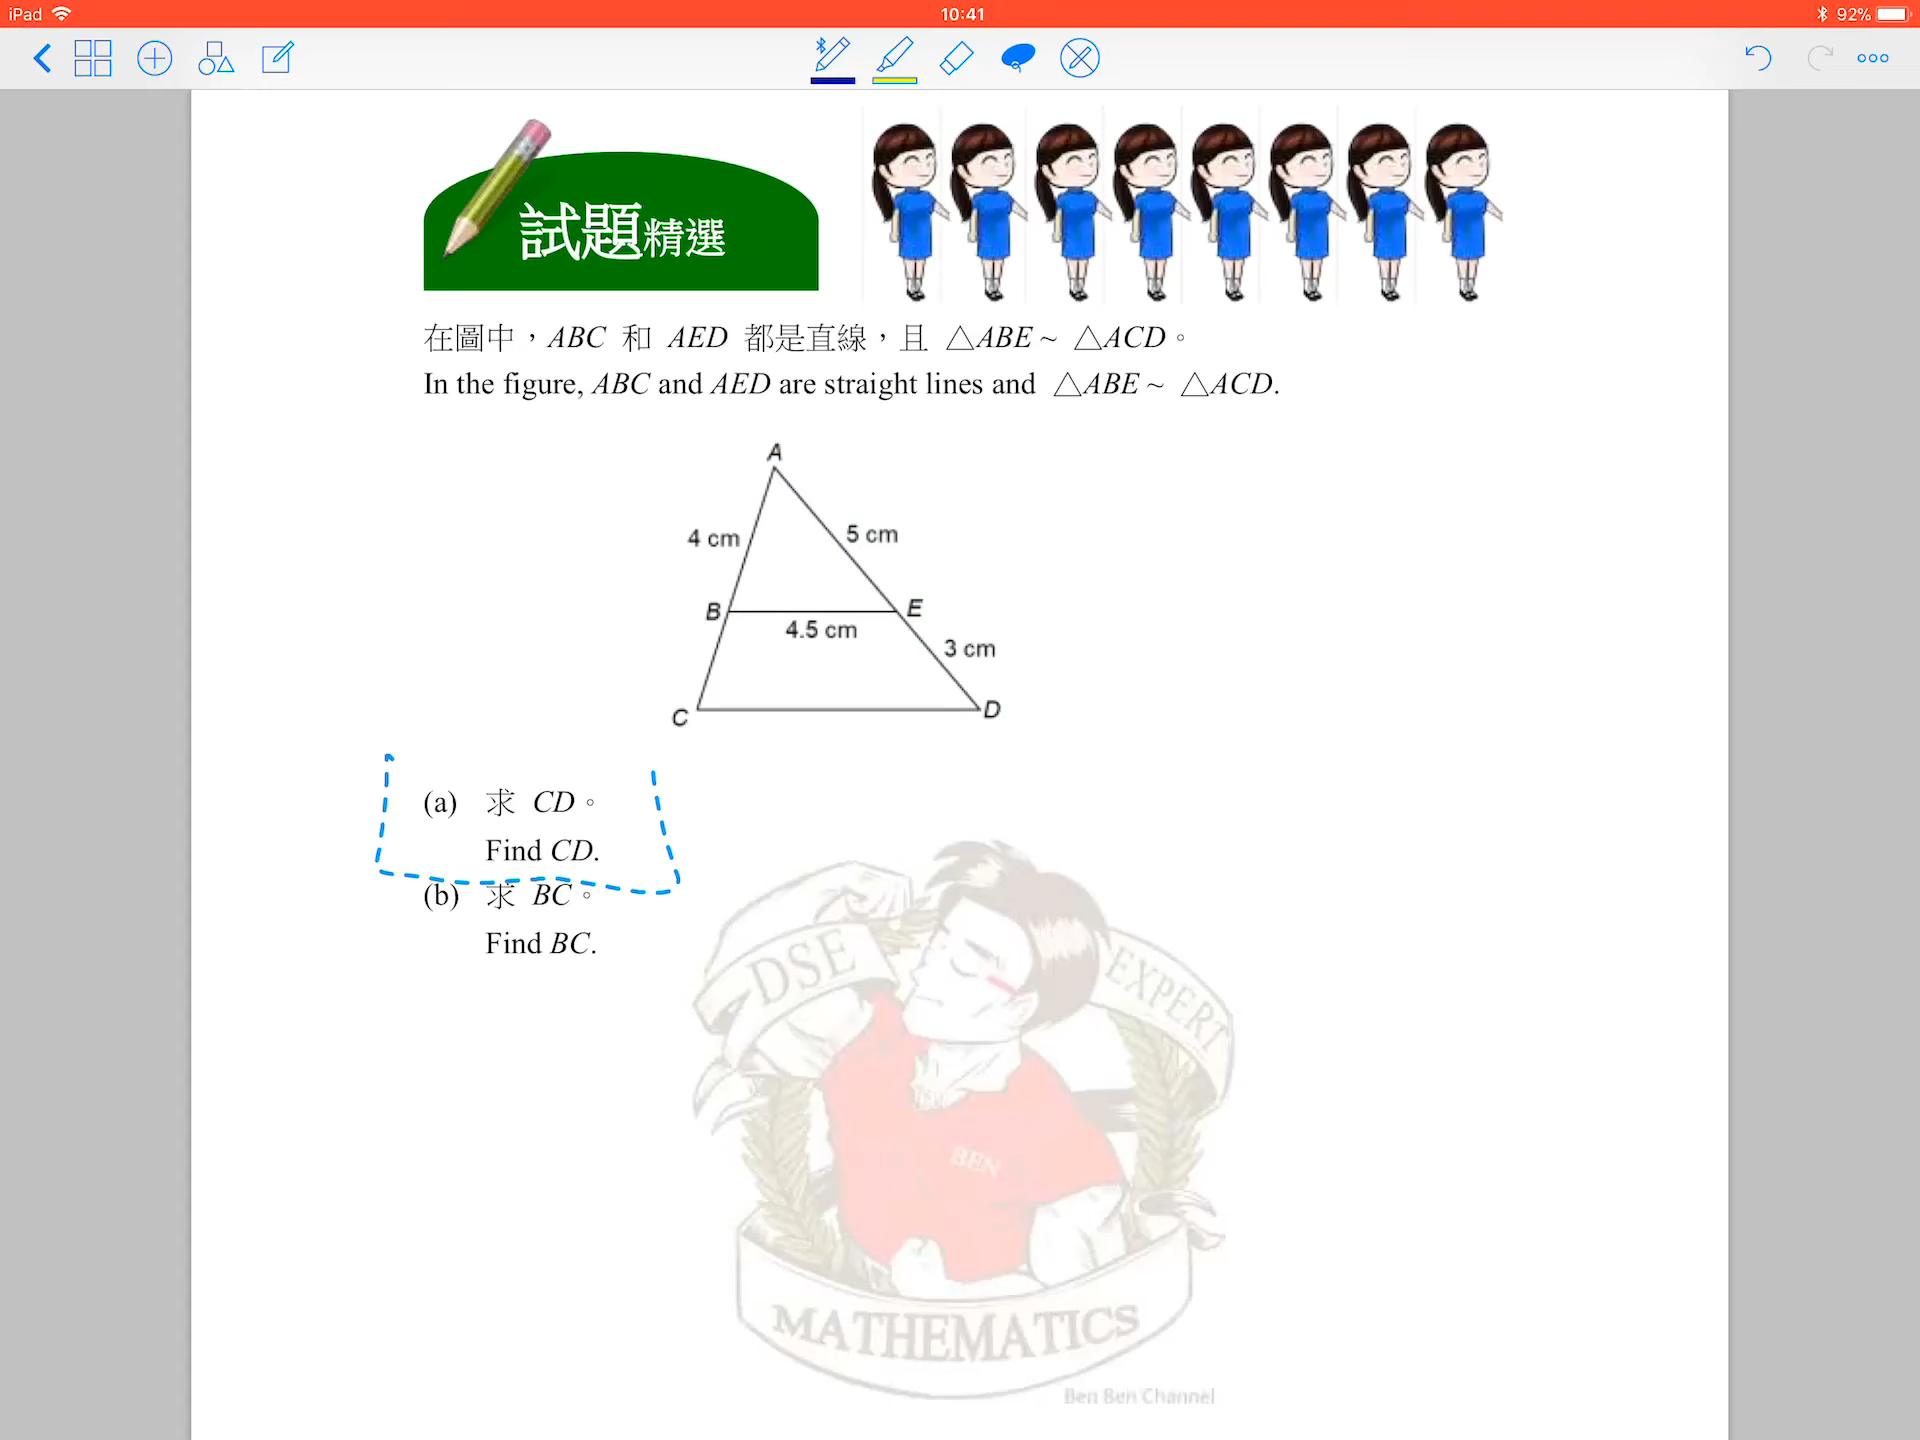 iPad 10:41 92%
試題精選
在圖中，ABC 和 AED 都是直線，且 △ABE ~ △ACD。
In the figure, ABC and AED are straight lines and △ABE ~ △ACD.
A
4 cm 5 cm
B E
4.5 cm
3 cm
C D
(a) 求 CD。
Find CD.
(b) 求 BC。
Find BC.
DSE EXPERT
BEN
MATHEMATICS
Ben Ben Channel